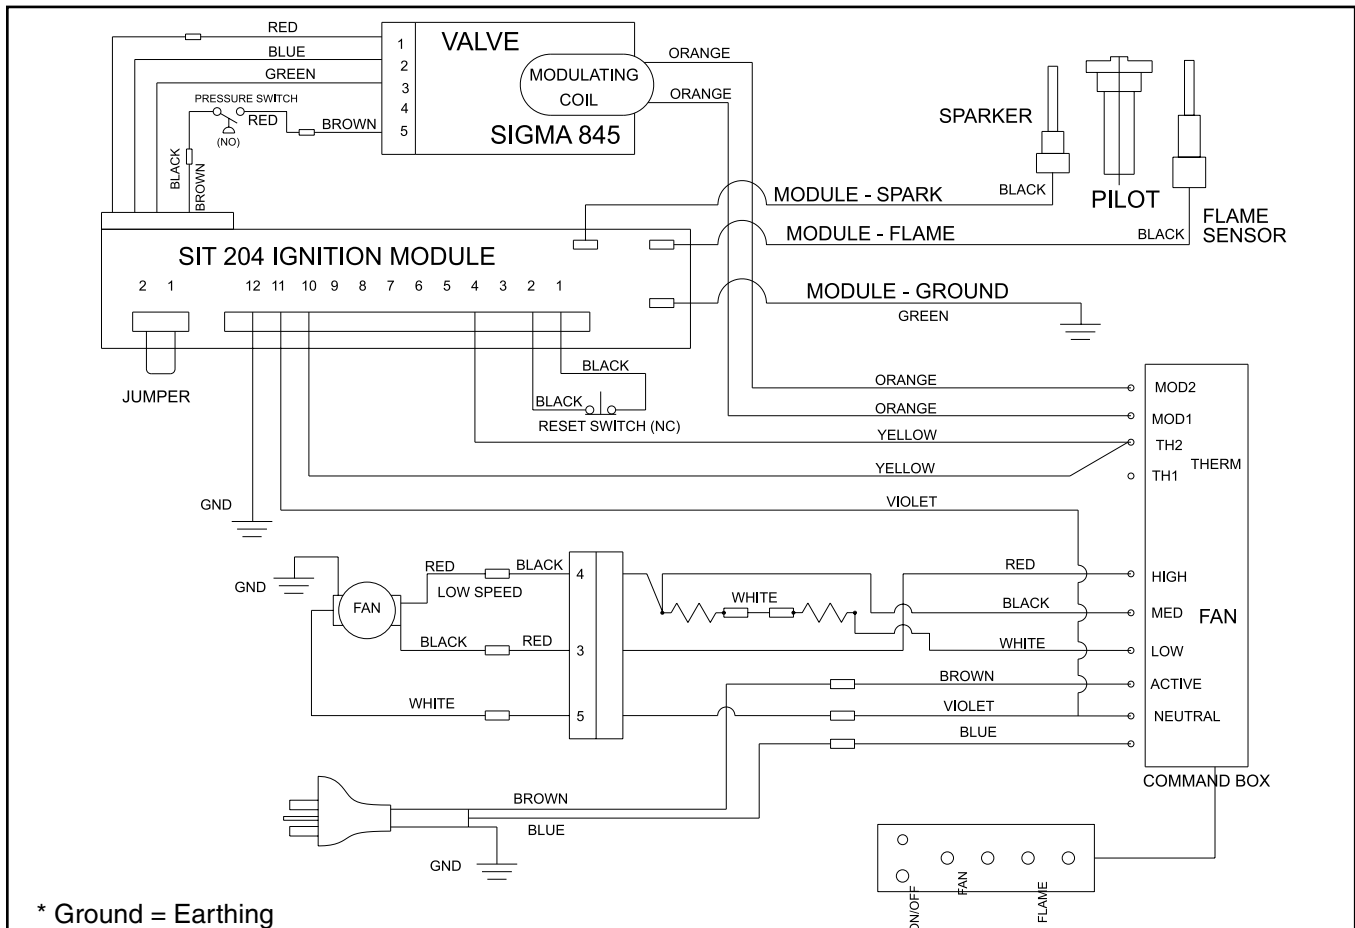 RED
BLUE
GREEN
PRESSURE SWITCH
RED
BROWN
(NO)
BLACK
BROWN
1
2
3
4
5
VALVE
MODULATING
COIL
SIGMA 845
ORANGE
ORANGE
SPARKER
BLACK
PILOT
BLACK
FLAME
SENSOR
MODULE - SPARK
MODULE - FLAME
MODULE - GROUND
GREEN
SIT 204 IGNITION MODULE
2 1
12 11 10 9 8 7 6 5 4 3 2 1
JUMPER
BLACK
BLACK
RESET SWITCH (NC)
GND
ORANGE
ORANGE
YELLOW
YELLOW
VIOLET
MOD2
MOD1
TH2
THERM
TH1
GND
FAN
RED
BLACK
LOW SPEED
BLACK
RED
WHITE
4
3
5
WHITE
RED
BLACK
WHITE
BROWN
VIOLET
BLUE
HIGH
MED
FAN
LOW
ACTIVE
NEUTRAL
COMMAND BOX
BROWN
BLUE
GND
ON/OFF
FAN
FLAME
* Ground = Earthing